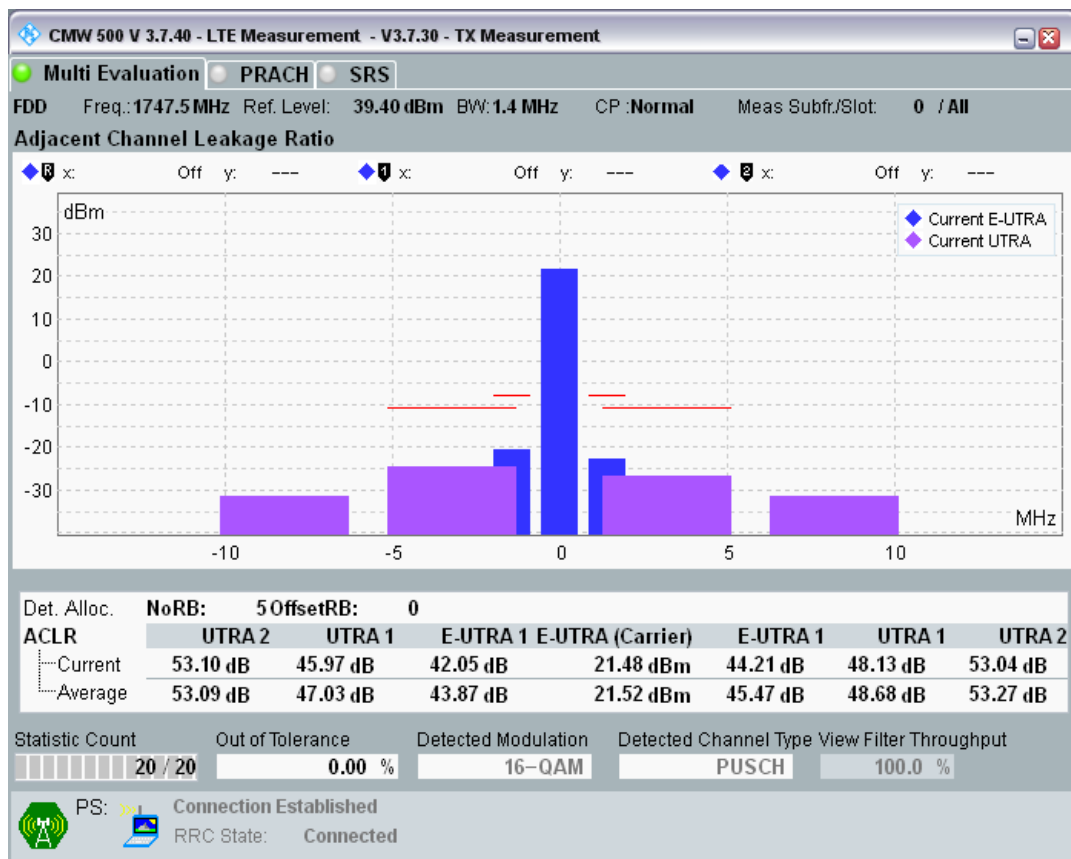 CMW 500 V 3.7.40 - LTE Measurement - V3.7.30 - TX Measurement
Multi Evaluation PRACH SRS
FDD Freq.: 1747.5 MHz Ref. Level: 39.40 dBm BW: 1.4 MHz CP : Normal Meas Subfr./Slot: 0 / All
Adjacent Channel Leakage Ratio
R x: Off y: --- 1 x: Off y: --- 2 x: Off y: ---
dBm
Current E-UTRA
Current UTRA
30
20
10
0
-10
-20
-30
MHz
-10 -5 0 5 10
Det. Alloc. NoRB: 5 OffsetRB: 0
ACLR UTRA 2 UTRA 1 E-UTRA 1 E-UTRA (Carrier) E-UTRA 1 UTRA 1 UTRA 2
Current 53.10 dB 45.97 dB 42.05 dB 21.48 dBm 44.21 dB 48.13 dB 53.04 dB
Average 53.09 dB 47.03 dB 43.87 dB 21.52 dBm 45.47 dB 48.68 dB 53.27 dB
Statistic Count Out of Tolerance Detected Modulation Detected Channel Type View Filter Throughput
20 / 20 0.00 % 16-QAM PUSCH 100.0 %
PS: Connection Established
RRC State: Connected